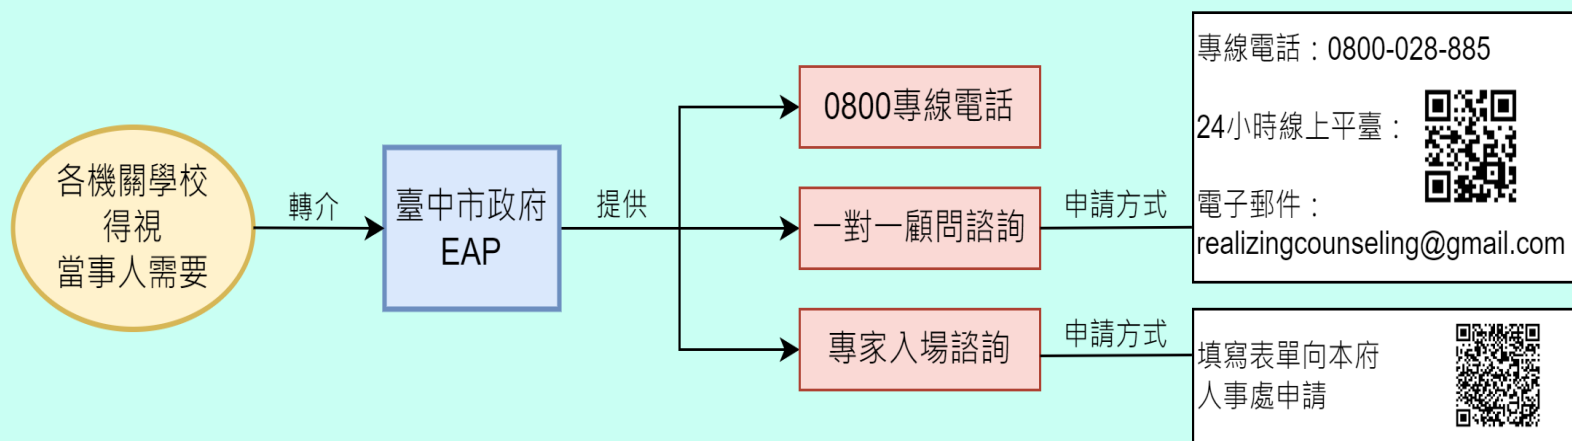 各機關學校
得視
當事人需要
轉介
臺中市政府
EAP
提供
0800專線電話
一對一顧問諮詢
申請方式
專線電話：0800-028-885
24小時線上平臺：
電子郵件：
realizingcounseling@gmail.com
專家入場諮詢
申請方式
填寫表單向本府
人事處申請